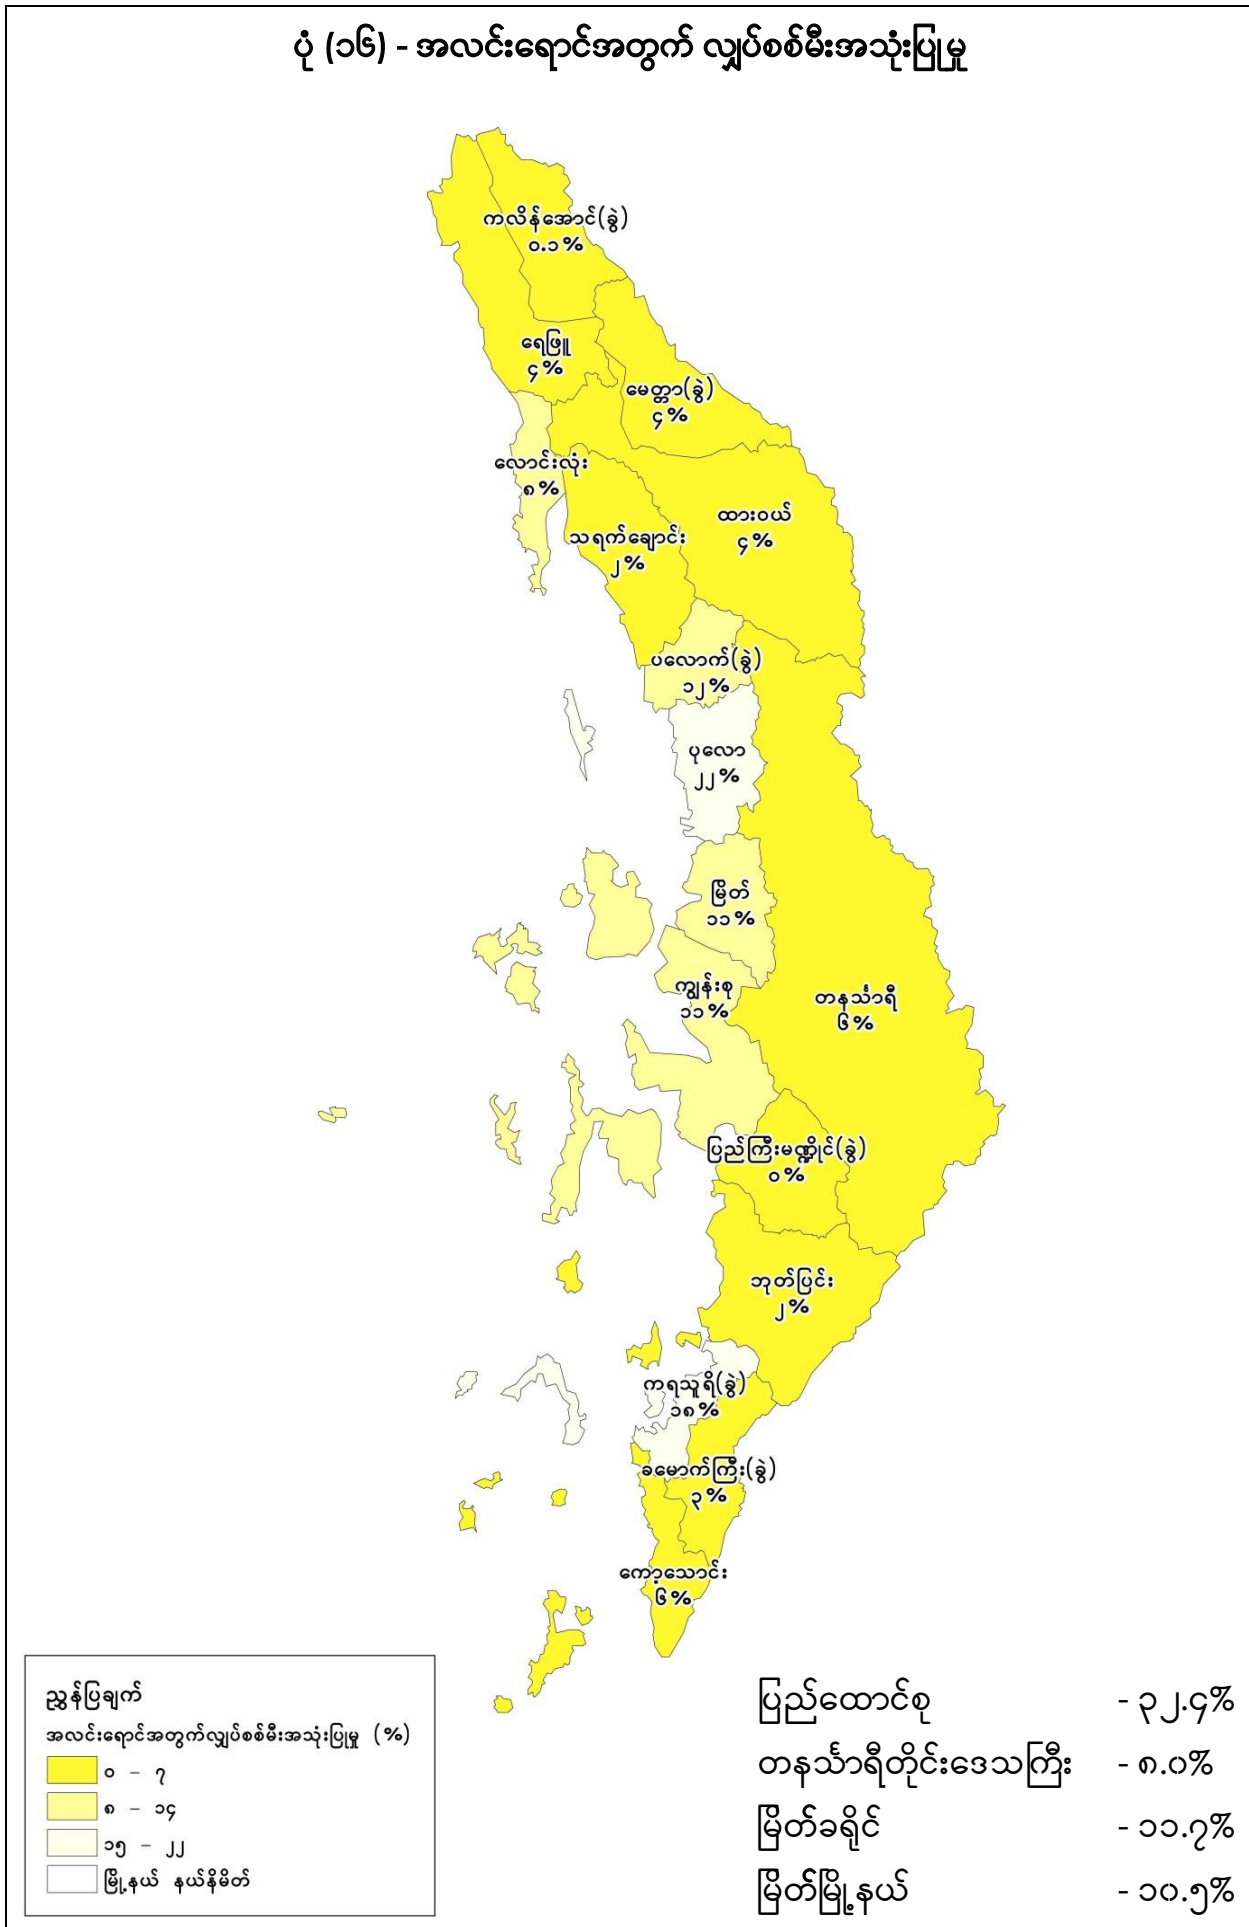 ပုံ (၁၆) - အလင်းရောင်အတွက် လျှပ်စစ်မီးအသုံးပြုမှု
ကလိန်အောင်(ခွဲ)
၀.၁%
ရေဖြူ
၄%
မေတ္တာ(ခွဲ)
၄%
လောင်းလုံး
၈%
ထားဝယ်
၄%
သရက်ချောင်း
၂%
ပလောက်(ခွဲ)
၁၂%
ပုလော
၂၂%
မြိတ်
၁၁%
ကျွန်းစု
၁၁%
တနင်္သာရီ
၆%
ပြည်ကြီးမဏ္ဍိုင်(ခွဲ)
၀%
ဘုတ်ပြင်း
၂%
ကရသူရိ(ခွဲ)
၁၈%
ခမောက်ကြီး(ခွဲ)
၃%
ကော့သောင်း
၆%
ညွှန်ပြချက်
အလင်းရောင်အတွက်လျှပ်စစ်မီးအသုံးပြုမှု (%)
၀ – ၇
၈ – ၁၄
၁၅ – ၂၂
မြို့နယ် နယ်နိမိတ်
ပြည်ထောင်စု - ၃၂.၄%
တနင်္သာရီတိုင်းဒေသကြီး - ၈.၀%
မြိတ်ခရိုင် - ၁၁.၇%
မြိတ်မြို့နယ် - ၁၀.၅%